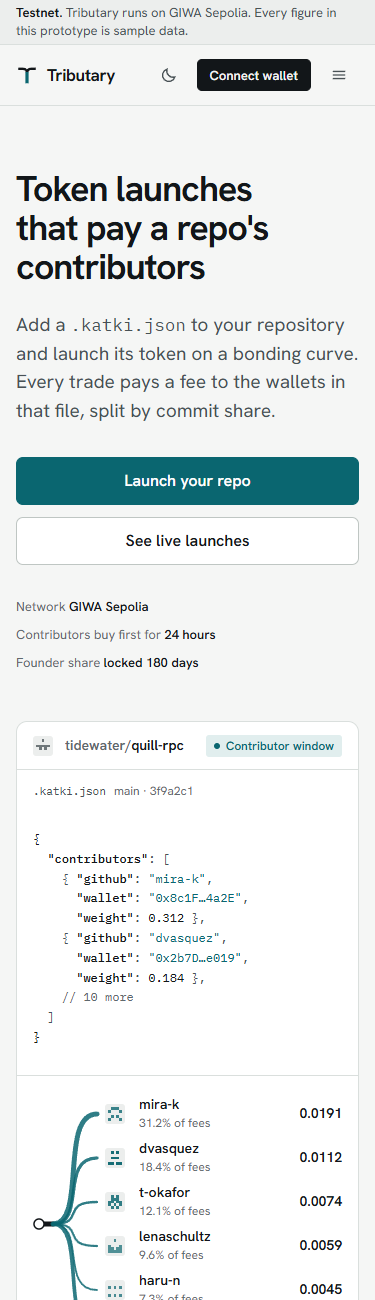 Testnet. Tributary runs on GIWA Sepolia. Every figure in
this prototype is sample data.
Tributary
Connect wallet
Token launches
that pay a repo's
contributors
Add a .katki.json to your repository
and launch its token on a bonding curve.
Every trade pays a fee to the wallets in
that file, split by commit share.
Launch your repo
See live launches
Network GIWA Sepolia
Contributors buy first for 24 hours
Founder share locked 180 days
tidewater/quill-rpc
Contributor window
.katki.json main · 3f9a2c1
{
"contributors": [
{ "github": "mira-k",
"wallet": "0x8c1F…4a2E",
"weight": 0.312 },
{ "github": "dvasquez",
"wallet": "0x2b7D…e019",
"weight": 0.184 },
// 10 more
]
}
mira-k
31.2% of fees
0.0191
dvasquez
18.4% of fees
0.0112
t-okafor
12.1% of fees
0.0074
lenaschultz
9.6% of fees
0.0059
haru-n
7.3% of fees
0.0045